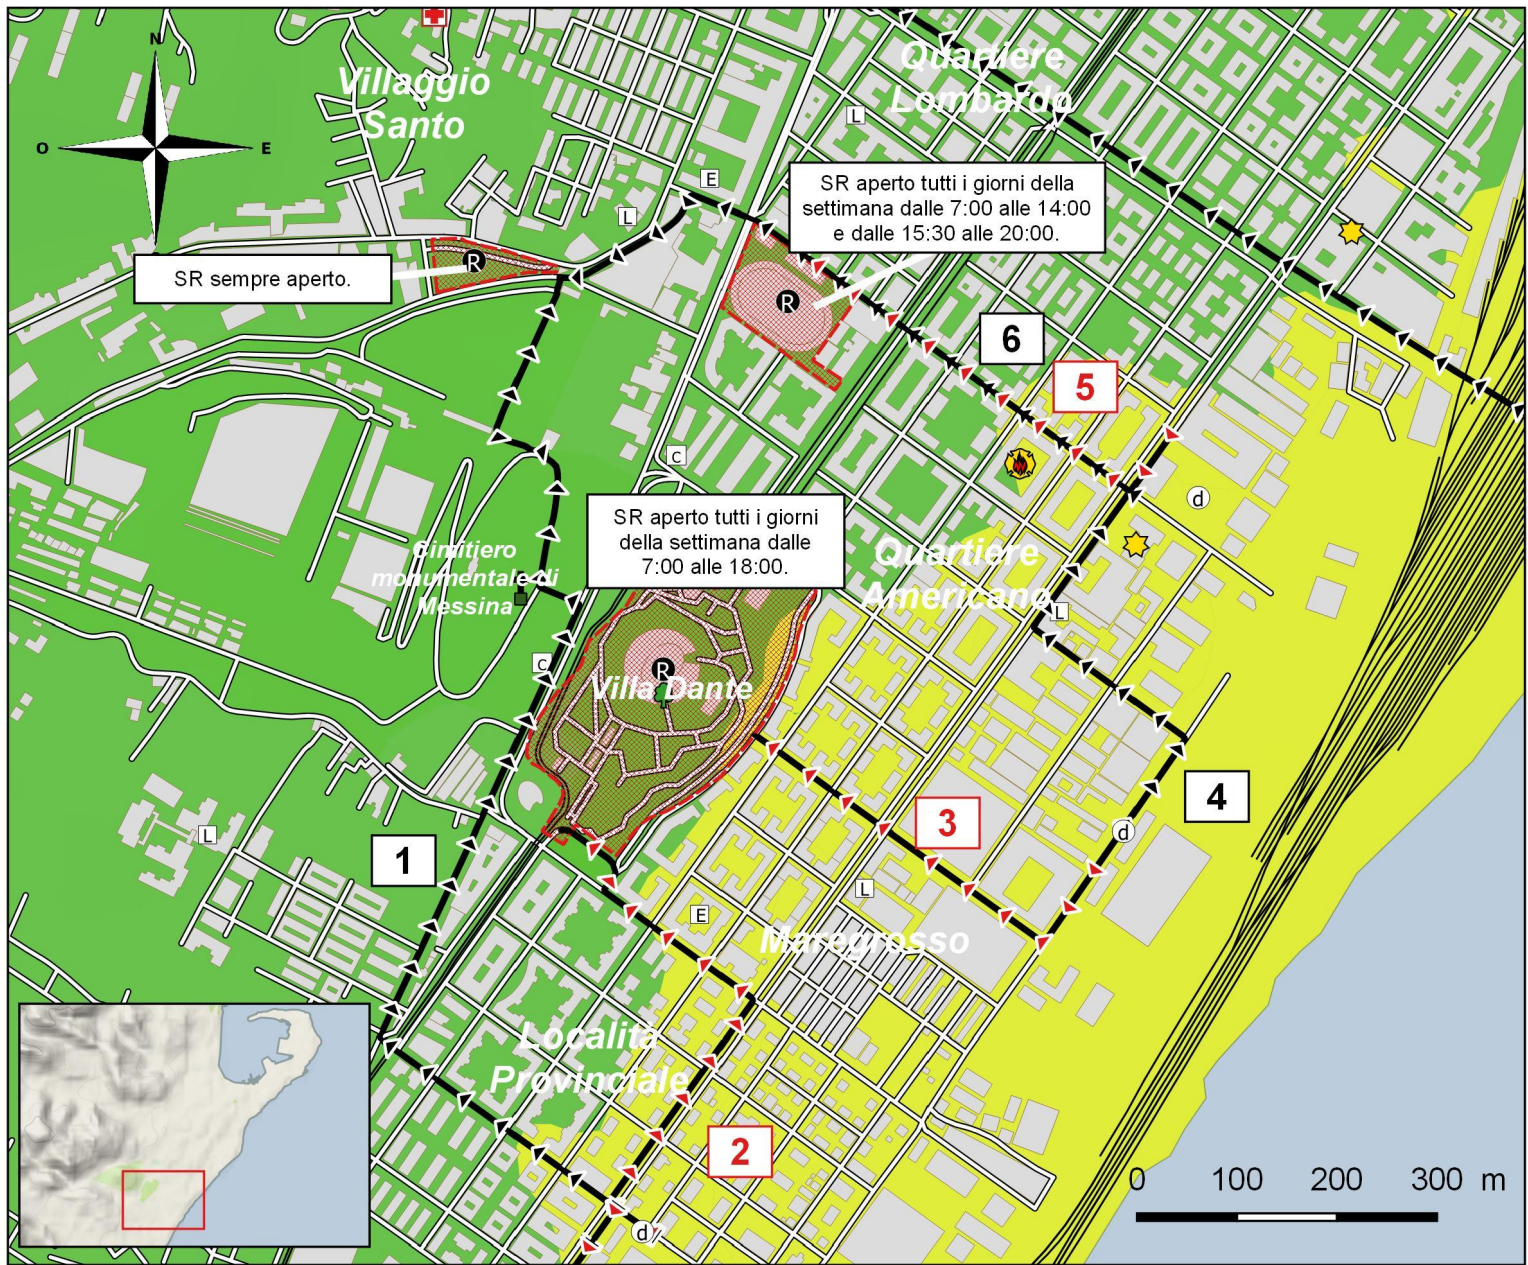 N
O
E
Villaggio
Santo
Quartiere
Lombardo
L
E
L
SR aperto tutti i giorni della
settimana dalle 7:00 alle 14:00
e dalle 15:30 alle 20:00.
SR sempre aperto.
R
R
6
5
C
d
SR aperto tutti i giorni
della settimana dalle
7:00 alle 18:00.
Cimitiero
monumentale di
Messina
Quartiere
Americano
L
C
R
Villa Dante
4
3
d
L
1
L
E
Maregrosso
Località
Provinciale
2
d
0 100 200 300 m